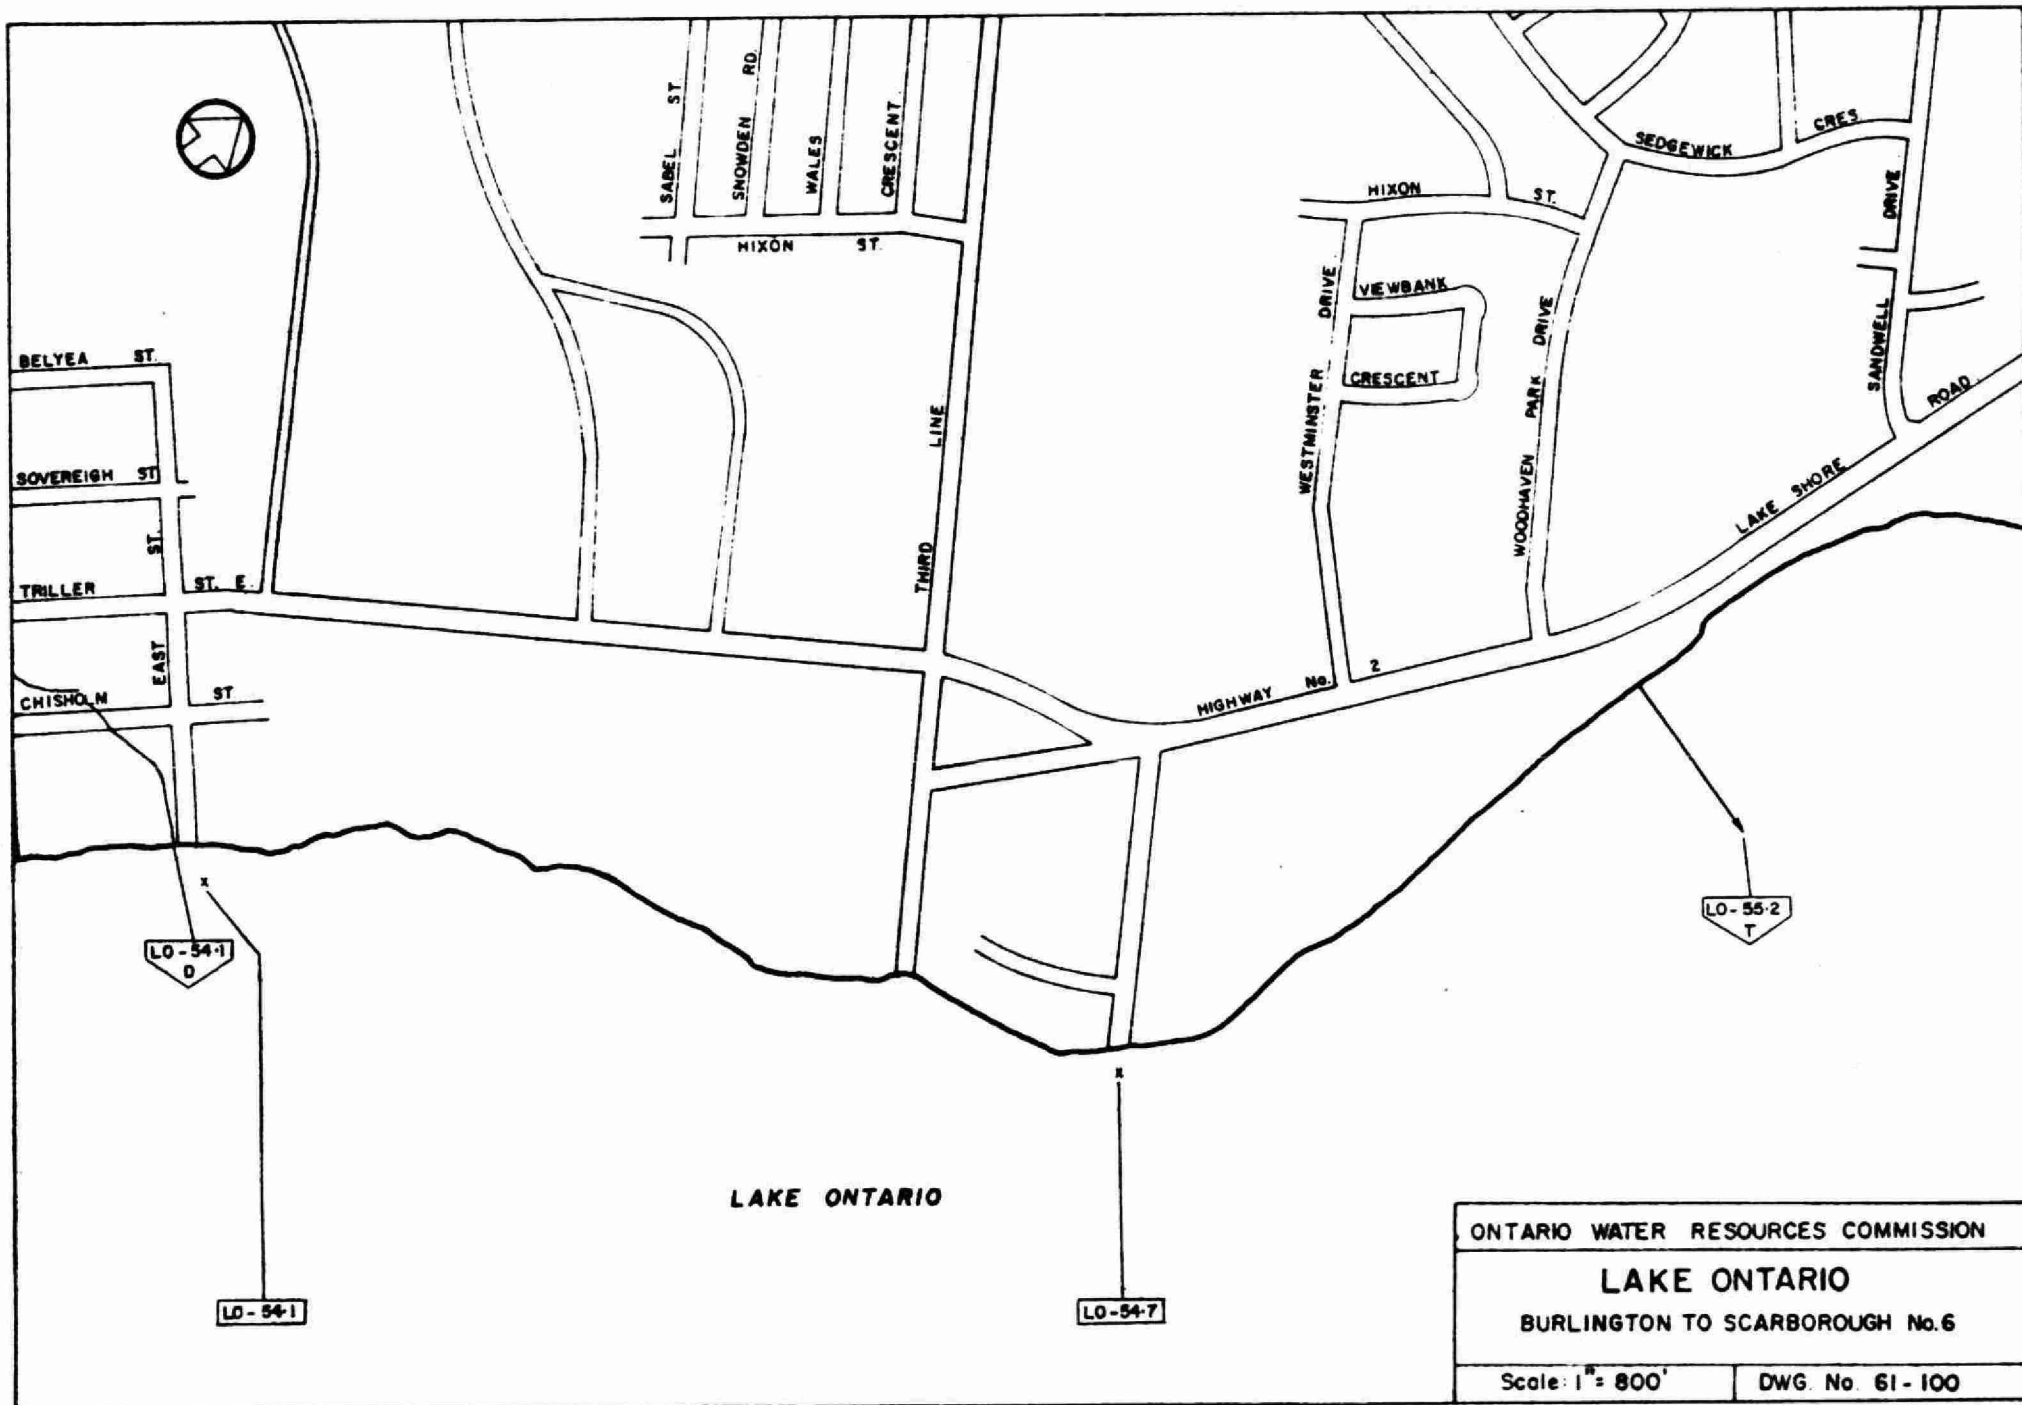 SABEL ST.
SNOWDEN RD.
WALES
CRESCENT
HIXON ST.
HIXON ST.
SEDGEWICK CRES
DRIVE
SANDWELL
VIEWBANK
CRESCENT
WESTMINSTER DRIVE
WOODHAVEN PARK DRIVE
LAKE SHORE ROAD
BELYEA ST.
SOVEREIGH ST
TRILLER ST. E.
EAST ST.
CHISHOLM ST
THIRD LINE
HIGHWAY No. 2
x
LO-54·1
D
LO-54·1
x
LO-54·7
LO-55·2
T
LAKE ONTARIO
ONTARIO WATER RESOURCES COMMISSION
LAKE ONTARIO
BURLINGTON TO SCARBOROUGH No.6
Scale: 1"= 800'
DWG. No. 61-100